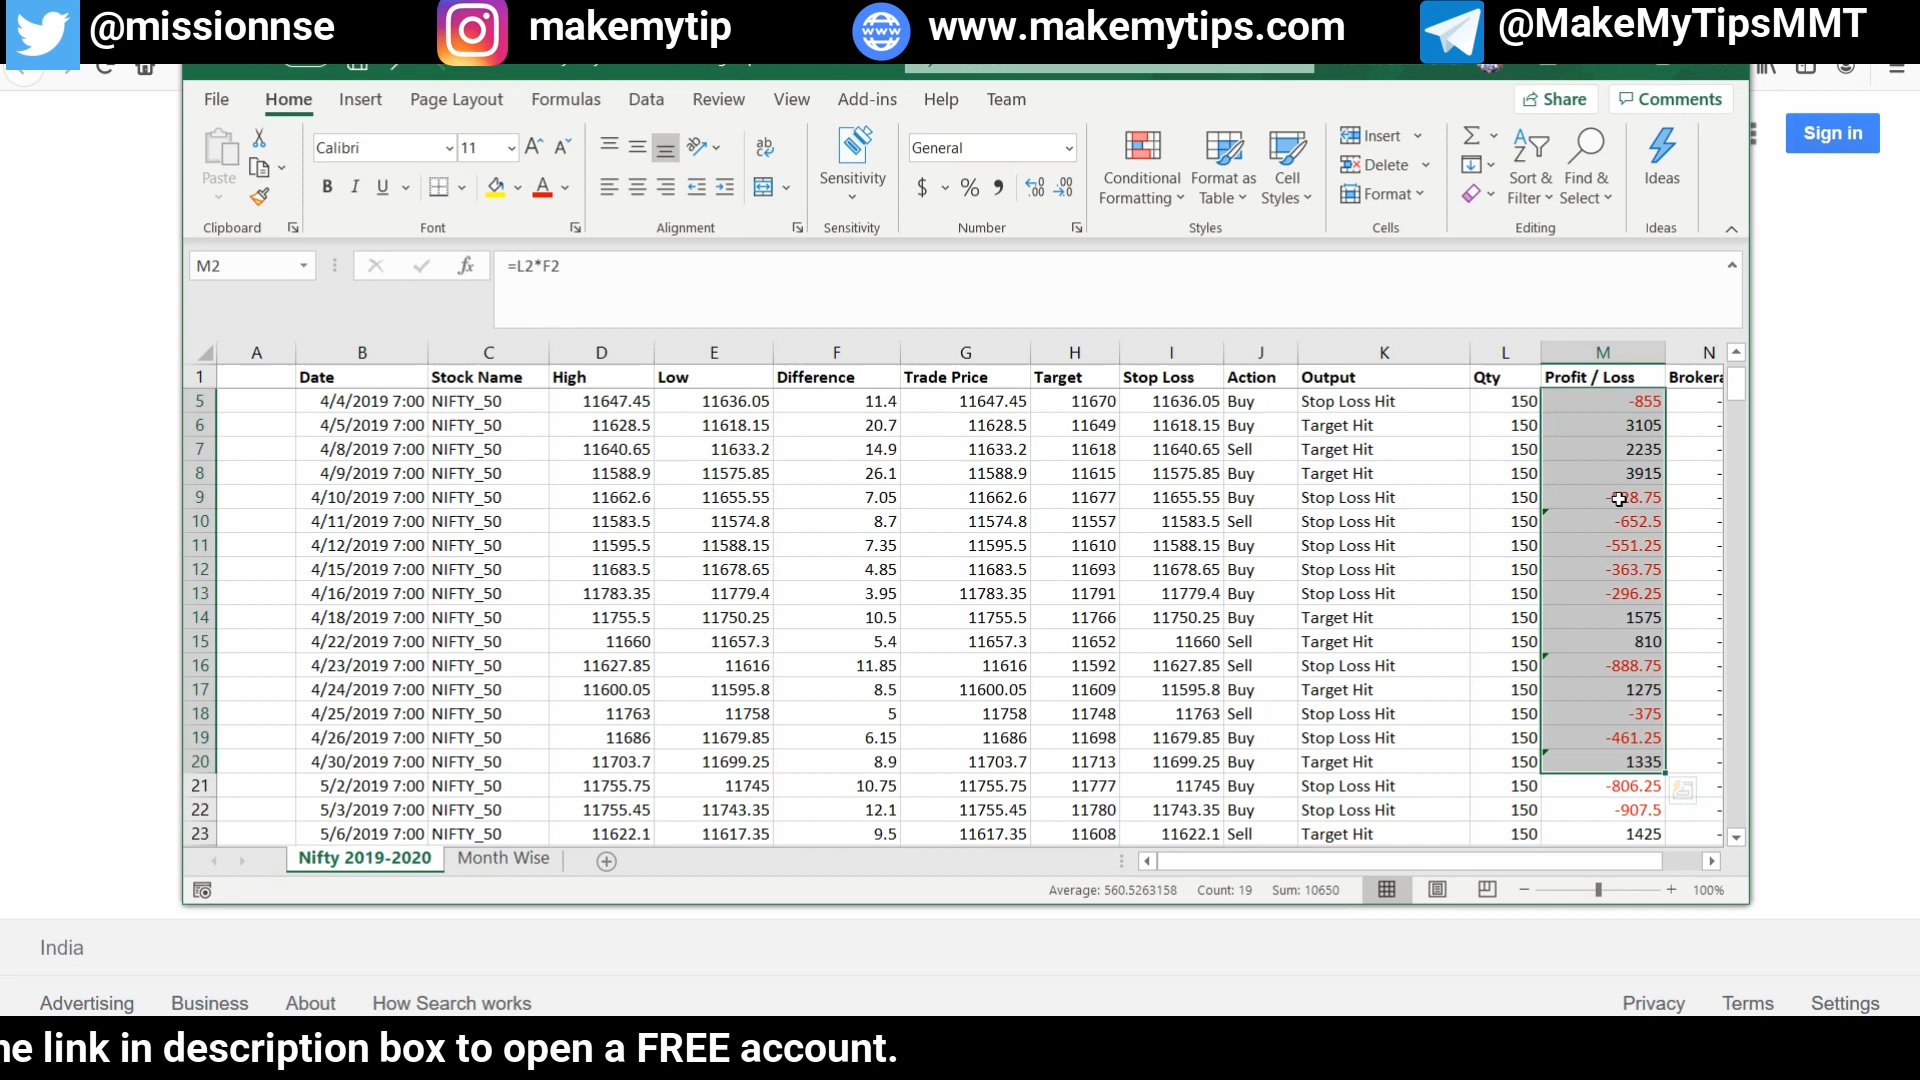 @missionnse makemytip www.makemytips.com @MakeMyTipsMMT
File Home Insert Page Layout Formulas Data Review View Add-ins Help Team Share Comments
Sign in
Paste Calibri 11 General
B I U $ % Sensitivity Conditional Formatting Format as Table Cell Styles Insert Delete Format Sort & Filter Find & Select Ideas
Clipboard Font Alignment Sensitivity Number Styles Cells Editing Ideas
M2 fx =L2*F2
A B C D E F G H I J K L M N
1 Date Stock Name High Low Difference Trade Price Target Stop Loss Action Output Qty Profit / Loss
5 4/4/2019 7:00 NIFTY_50 11647.45 11636.05 11.4 11647.45 11670 11636.05 Buy Stop Loss Hit 150 -855 -
6 4/5/2019 7:00 NIFTY_50 11628.5 11618.15 20.7 11628.5 11649 11618.15 Buy Target Hit 150 3105 -
7 4/8/2019 7:00 NIFTY_50 11640.65 11633.2 14.9 11633.2 11618 11640.65 Sell Target Hit 150 2235 -
8 4/9/2019 7:00 NIFTY_50 11588.9 11575.85 26.1 11588.9 11615 11575.85 Buy Target Hit 150 3915 -
9 4/10/2019 7:00 NIFTY_50 11662.6 11655.55 7.05 11662.6 11677 11655.55 Buy Stop Loss Hit 150 -
10 4/11/2019 7:00 NIFTY_50 11583.5 11574.8 8.7 11574.8 11557 11583.5 Sell Stop Loss Hit 150 -652.5 -
11 4/12/2019 7:00 NIFTY_50 11595.5 11588.15 7.35 11595.5 11610 11588.15 Buy Stop Loss Hit 150 -551.25 -
12 4/15/2019 7:00 NIFTY_50 11683.5 11678.65 4.85 11683.5 11693 11678.65 Buy Stop Loss Hit 150 -363.75 -
13 4/16/2019 7:00 NIFTY_50 11783.35 11779.4 3.95 11783.35 11791 11779.4 Buy Stop Loss Hit 150 -296.25 -
14 4/18/2019 7:00 NIFTY_50 11755.5 11750.25 10.5 11755.5 11766 11750.25 Buy Target Hit 150 1575 -
15 4/22/2019 7:00 NIFTY_50 11660 11657.3 5.4 11657.3 11652 11660 Sell Target Hit 150 810 -
16 4/23/2019 7:00 NIFTY_50 11627.85 11616 11.85 11616 11592 11627.85 Sell Stop Loss Hit 150 -888.75 -
17 4/24/2019 7:00 NIFTY_50 11600.05 11595.8 8.5 11600.05 11609 11595.8 Buy Target Hit 150 1275 -
18 4/25/2019 7:00 NIFTY_50 11763 11758 5 11758 11748 11763 Sell Stop Loss Hit 150 -375 -
19 4/26/2019 7:00 NIFTY_50 11686 11679.85 6.15 11686 11698 11679.85 Buy Stop Loss Hit 150 -461.25 -
20 4/30/2019 7:00 NIFTY_50 11703.7 11699.25 8.9 11703.7 11713 11699.25 Buy Target Hit 150 1335 -
21 5/2/2019 7:00 NIFTY_50 11755.75 11745 10.75 11755.75 11777 11745 Buy Stop Loss Hit 150 -806.25 -
22 5/3/2019 7:00 NIFTY_50 11755.45 11743.35 12.1 11755.45 11780 11743.35 Buy Stop Loss Hit 150 -907.5 -
23 5/6/2019 7:00 NIFTY_50 11622.1 11617.35 9.5 11617.35 11608 11622.1 Sell Target Hit 150 1425 -
Nifty 2019-2020 Month Wise
Average: 560.5263158 Count: 19 Sum: 10650 100%
India
Advertising Business About How Search works Privacy Terms Settings
link in description box to open a FREE account.